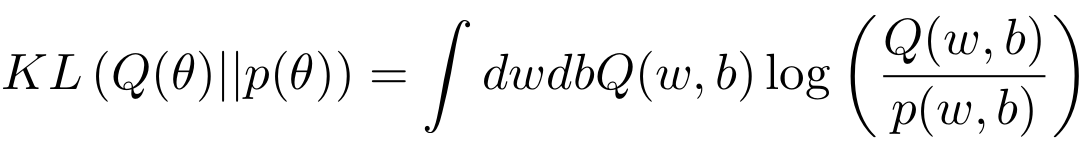 KL (Q(θ)||p(θ)) = ∫ dwdbQ(w, b) log (Q(w, b) / p(w, b))